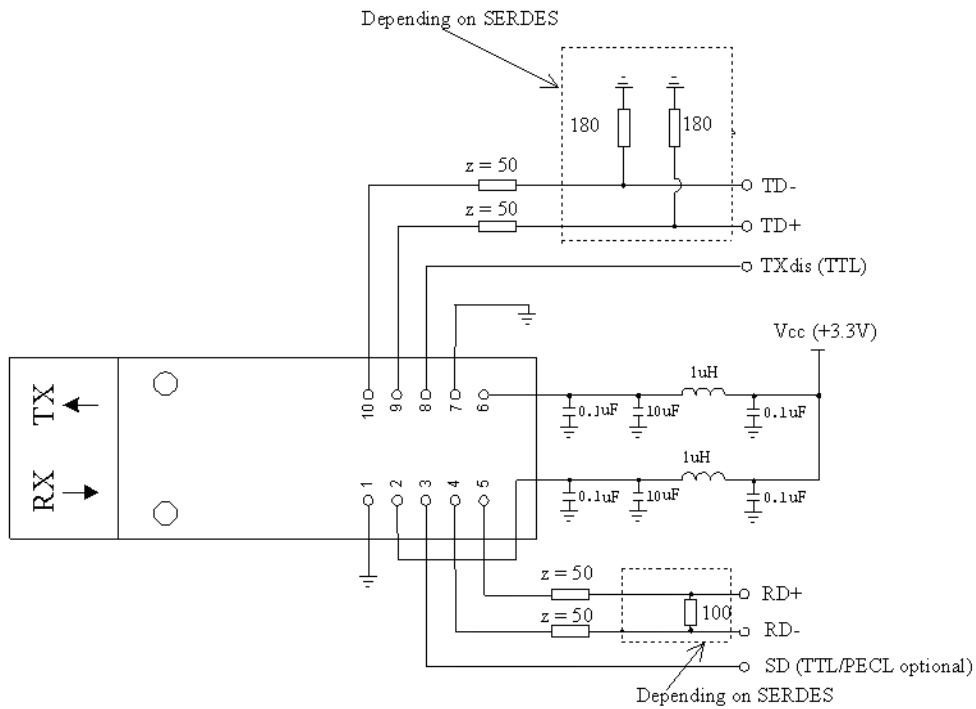 Depending on SERDES
180
180
z = 50
TD-
z = 50
TD+
TXdis (TTL)
Vcc (+3.3V)
TX
RX
10
9
8
7
6
1uH
0.1uF
10uF
0.1uF
1
2
3
4
5
1uH
0.1uF
10uF
0.1uF
z = 50
RD+
100
z = 50
RD-
SD (TTL/PECL optional)
Depending on SERDES